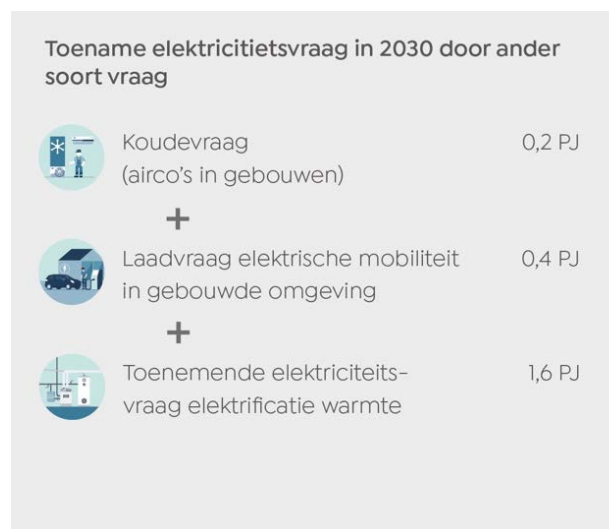 Toename elektricitietsvraag in 2030 door ander
soort vraag
Koudevraag 0,2 PJ
(airco's in gebouwen)
+
Laadvraag elektrische mobiliteit 0,4 PJ
in gebouwde omgeving
+
Toenemende elektriciteits- 1,6 PJ
vraag elektrificatie warmte